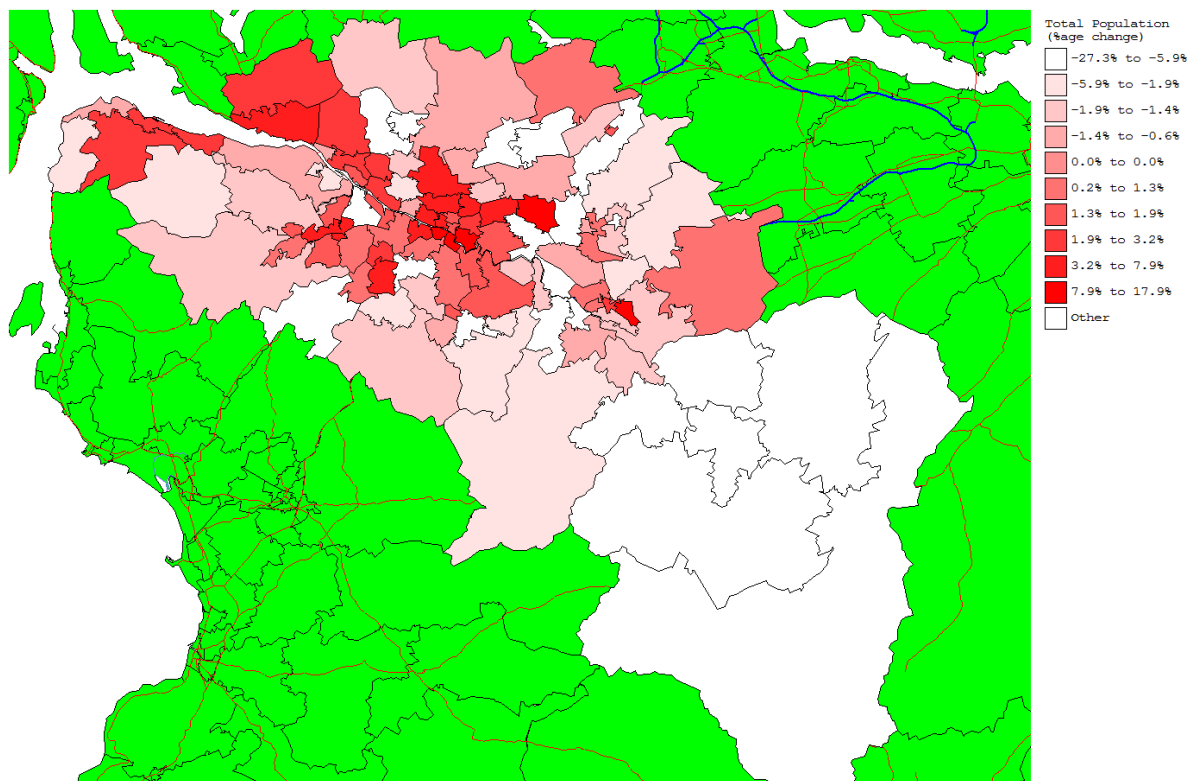 Total Population
(%age change)
-27.3% to -5.9%
-5.9% to -1.9%
-1.9% to -1.4%
-1.4% to -0.6%
0.0% to 0.0%
0.2% to 1.3%
1.3% to 1.9%
1.9% to 3.2%
3.2% to 7.9%
7.9% to 17.9%
Other